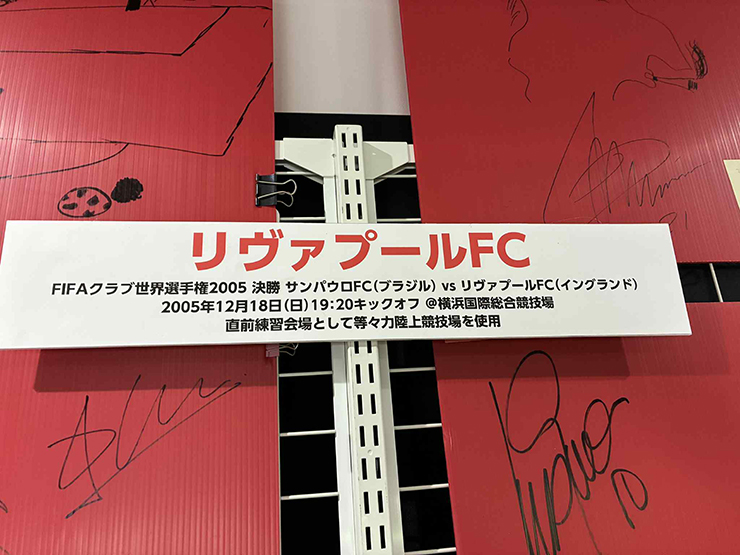 リヴァプールFC
FIFAクラブ世界選手権2005 決勝 サンパウロFC(ブラジル) vs リヴァプールFC(イングランド)
2005年12月18日(日)19:20キックオフ @横浜国際総合競技場
直前練習会場として等々力陸上競技場を使用
10